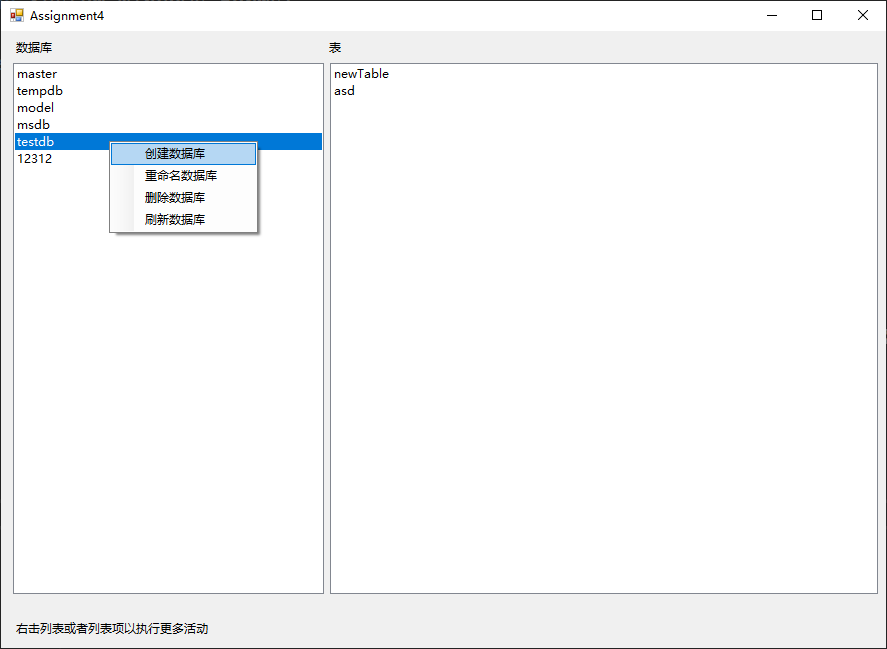 Assignment4
数据库
表
master
tempdb
model
msdb
testdb
12312
创建数据库
重命名数据库
删除数据库
刷新数据库
newTable
asd
右击列表或者列表项以执行更多活动